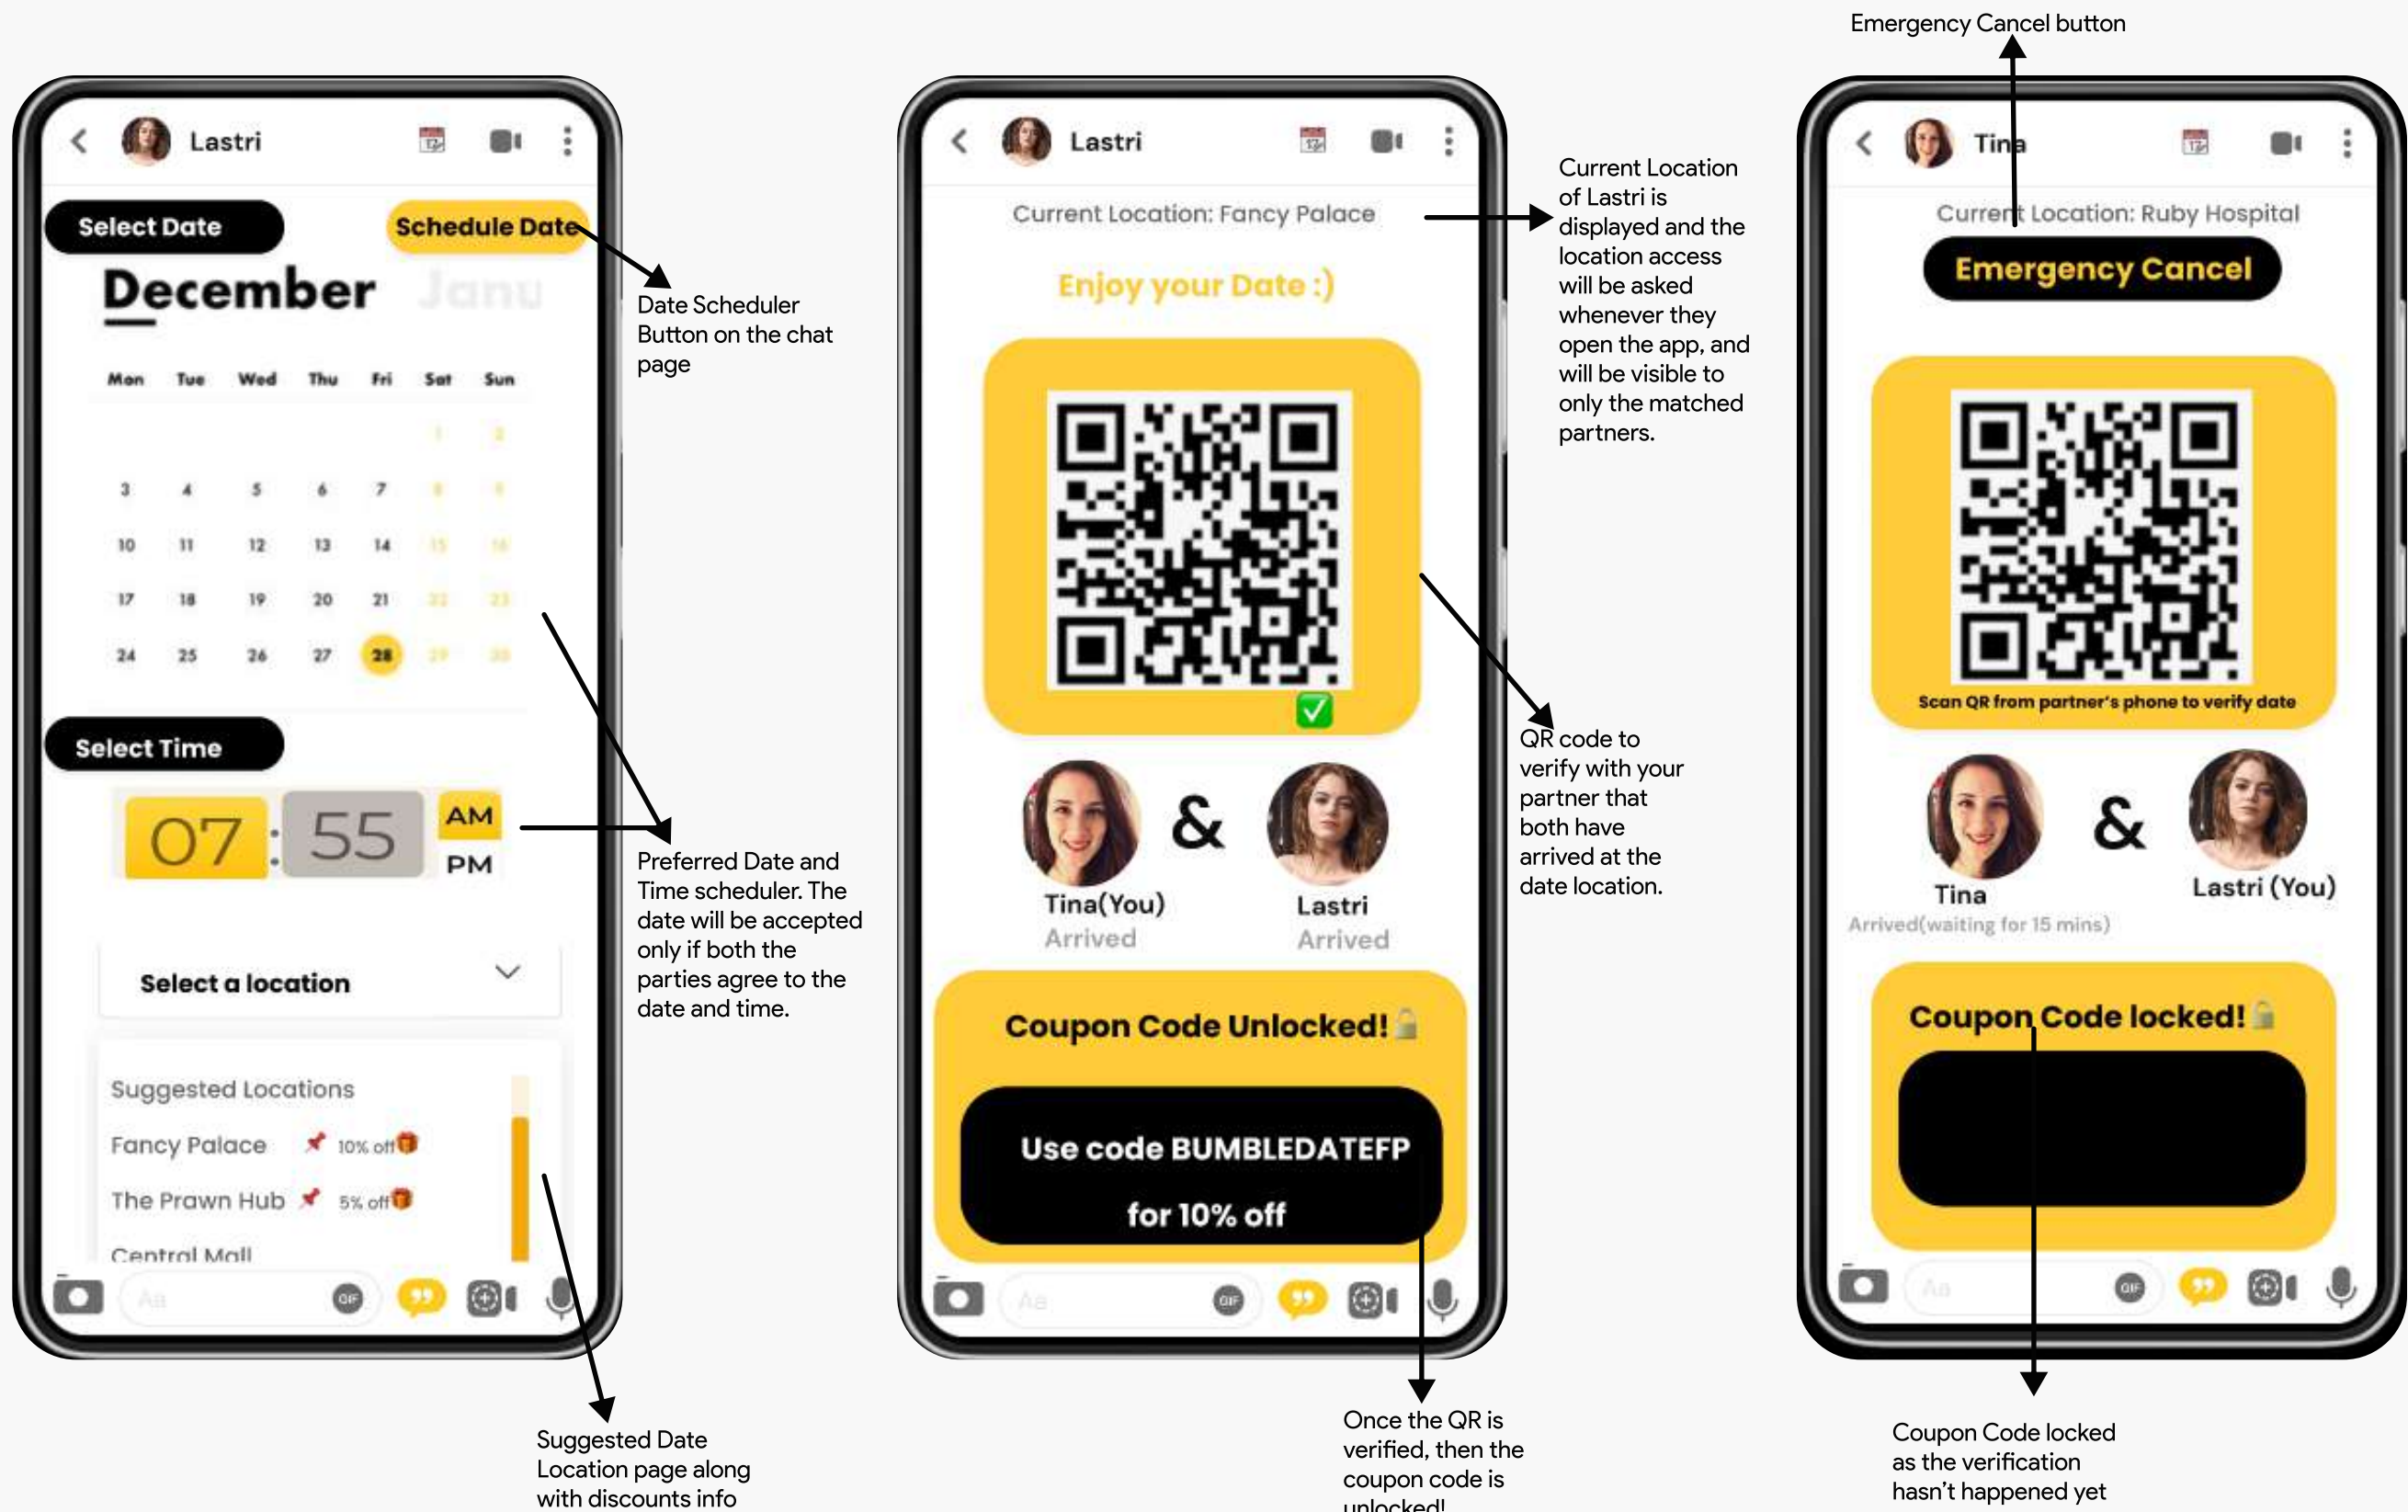 Emergency Cancel button
Lastri
Select Date
Schedule Date
December
Janu
Mon Tue Wed Thu Fri Sat Sun
1 2
3 4 5 6 7 8 9
10 11 12 13 14 15 16
17 18 19 20 21 22 23
24 25 26 27 28 29 30
Select Time
07 : 55 AM
PM
Select a location
Suggested Locations
Fancy Palace 10% off
The Prawn Hub 5% off
Central Mall
Aa
GIF
Date Scheduler
Button on the chat
page
Preferred Date and
Time scheduler. The
date will be accepted
only if both the
parties agree to the
date and time.
Suggested Date
Location page along
with discounts info
Lastri
Current Location: Fancy Palace
Enjoy your Date :)
&
Tina(You)
Arrived
Lastri
Arrived
Coupon Code Unlocked!
Use code BUMBLEDATEFP
for 10% off
Aa
GIF
Current Location
of Lastri is
displayed and the
location access
will be asked
whenever they
open the app, and
will be visible to
only the matched
partners.
QR code to
verify with your
partner that
both have
arrived at the
date location.
Once the QR is
verified, then the
coupon code is
unlocked!
Tina
Current Location: Ruby Hospital
Emergency Cancel
Scan QR from partner's phone to verify date
&
Tina
Arrived(waiting for 15 mins)
Lastri (You)
Coupon Code locked!
Aa
GIF
Coupon Code locked
as the verification
hasn't happened yet